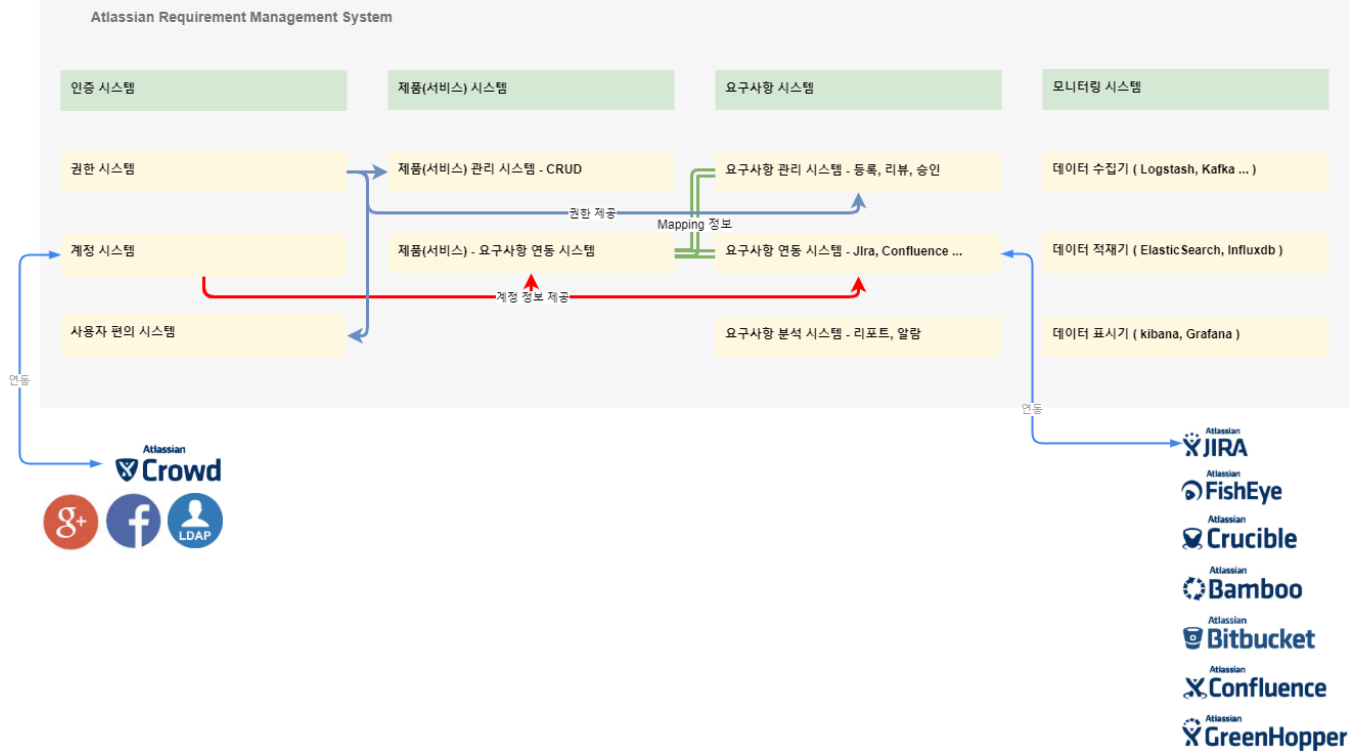 Atlassian Requirement Management System
인증 시스템
제품(서비스) 시스템
요구사항 시스템
모니터링 시스템
권한 시스템
제품(서비스) 관리 시스템 - CRUD
요구사항 관리 시스템 - 등록, 리뷰, 승인
데이터 수집기 ( Logstash, Kafka ... )
권한 제공
Mapping 정보
계정 시스템
제품(서비스) - 요구사항 연동 시스템
요구사항 연동 시스템 - JIra, Confluence ...
데이터 적재기 ( ElasticSearch, Influxdb )
계정 정보 제공
사용자 편의 시스템
요구사항 분석 시스템 - 리포트, 알람
데이터 표시기 ( kibana, Grafana )
연동
연동
Atlassian
Crowd
g+
f
LDAP
Atlassian
JIRA
Atlassian
FishEye
Atlassian
Crucible
Atlassian
Bamboo
Atlassian
Bitbucket
Atlassian
Confluence
Atlassian
GreenHopper